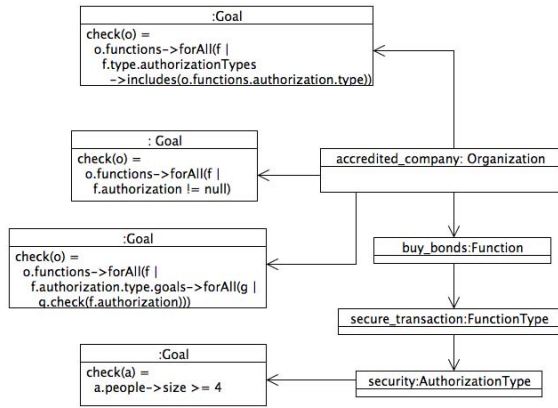 :Goal
check(o) =
o.functions->forAll(f |
f.type.authorizationTypes
->includes(o.functions.authorization.type))
: Goal
check(o) =
o.functions->forAll(f |
f.authorization != null)
accredited_company: Organization
:Goal
check(o) =
o.functions->forAll(f |
f.authorization.type.goals->forAll(g |
g.check(f.authorization)))
buy_bonds:Function
secure_transaction:FunctionType
:Goal
check(a) =
a.people->size >= 4
security:AuthorizationType